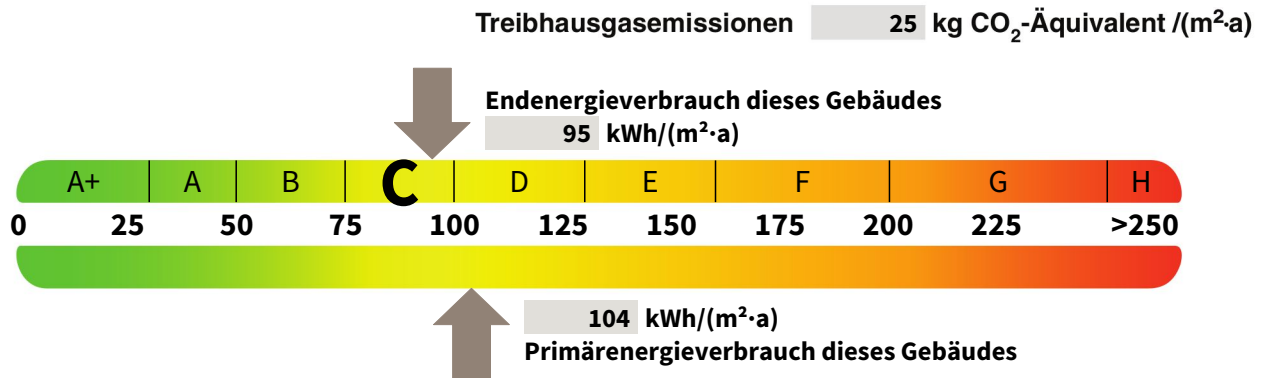 Treibhausgasemissionen 25 kg CO₂-Äquivalent /(m²·a)
Endenergieverbrauch dieses Gebäudes
95 kWh/(m²·a)
A+ A B C D E F G H
0 25 50 75 100 125 150 175 200 225 >250
104 kWh/(m²·a)
Primärenergieverbrauch dieses Gebäudes